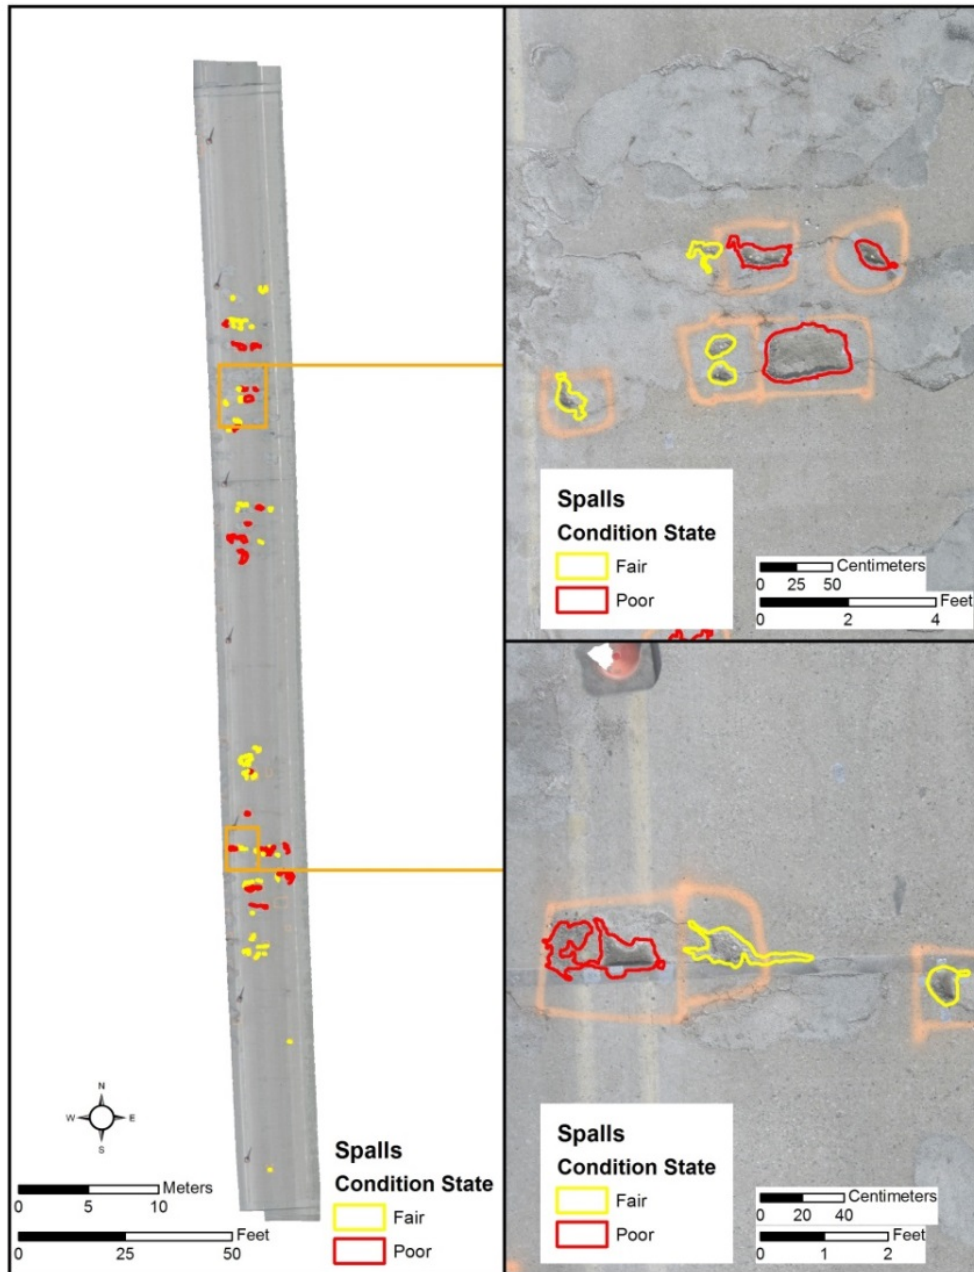 N
W E
S
Meters
0 5 10
Feet
0 25 50
Spalls
Condition State
Fair
Poor
Spalls
Condition State
Fair
Poor
Centimeters
0 25 50
Feet
0 2 4
Spalls
Condition State
Fair
Poor
Centimeters
0 20 40
Feet
0 1 2